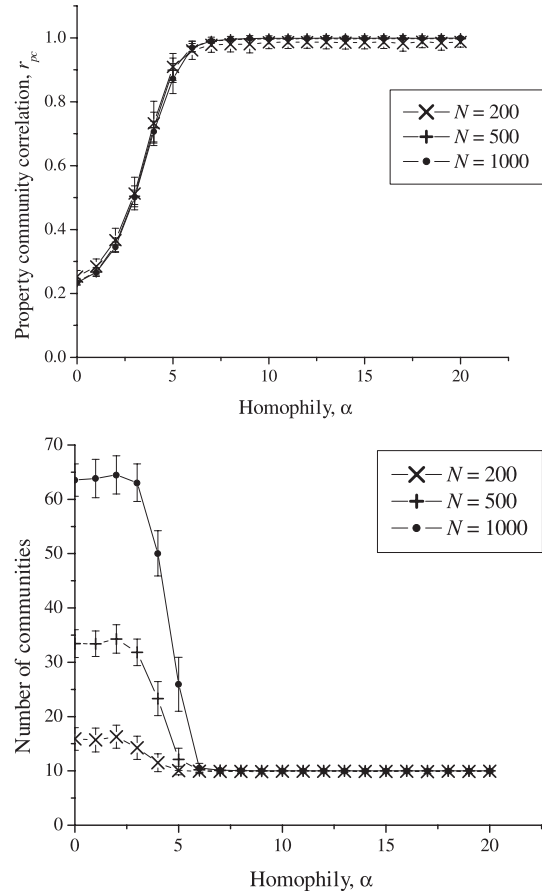 1.0
0.8
0.6
0.4
0.2
0.0
Property community correlation, r_pc
N = 200
N = 500
N = 1000
0 5 10 15 20
Homophily, α
70
60
50
40
30
20
10
0
Number of communities
N = 200
N = 500
N = 1000
0 5 10 15 20
Homophily, α